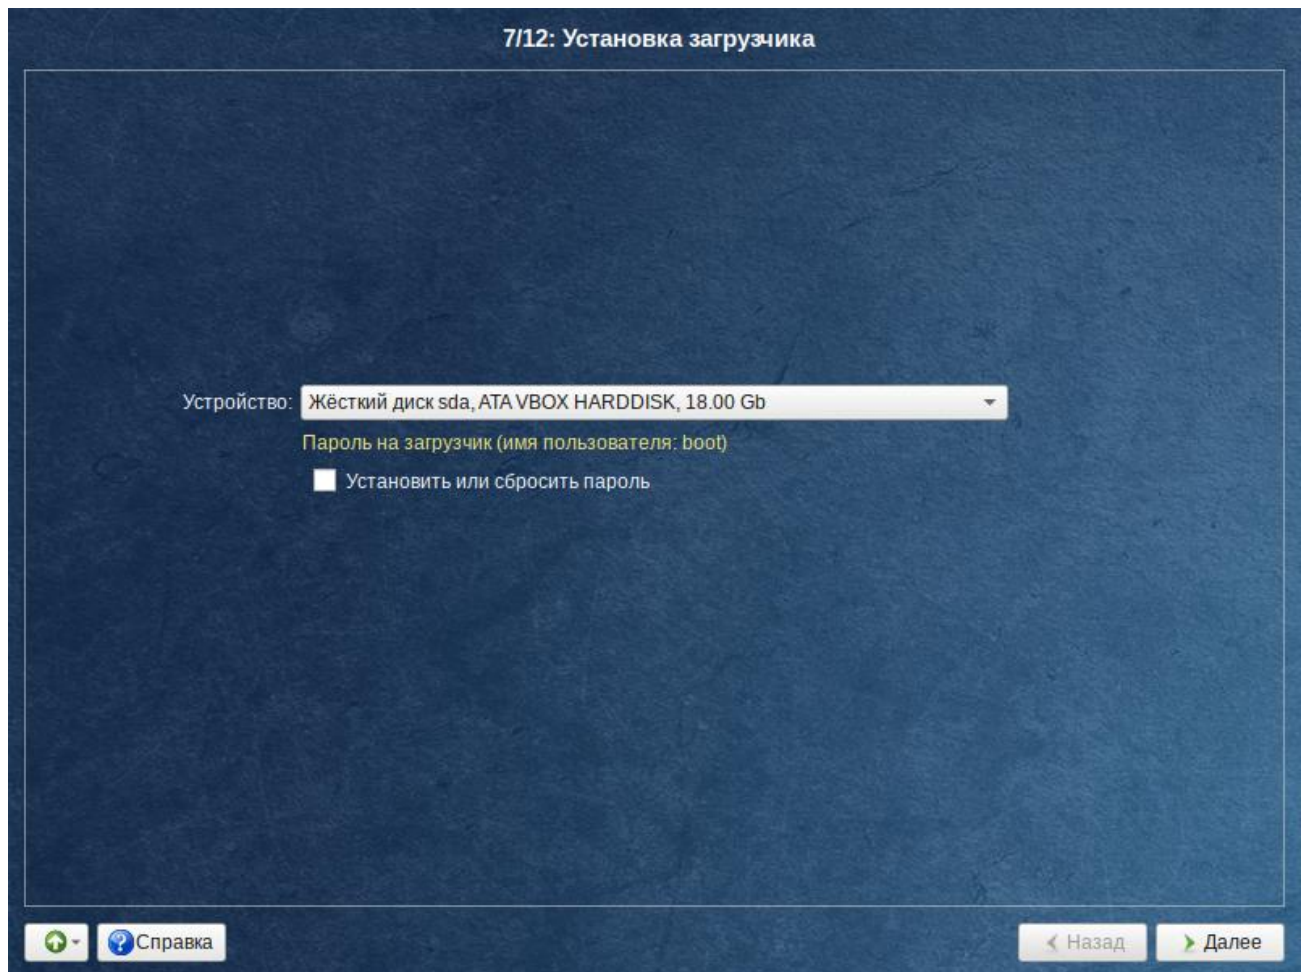 7/12: Установка загрузчика
Устройство: Жёсткий диск sda, ATA VBOX HARDDISK, 18.00 Gb
Пароль на загрузчик (имя пользователя: boot)
Установить или сбросить пароль
Справка
Назад
Далее